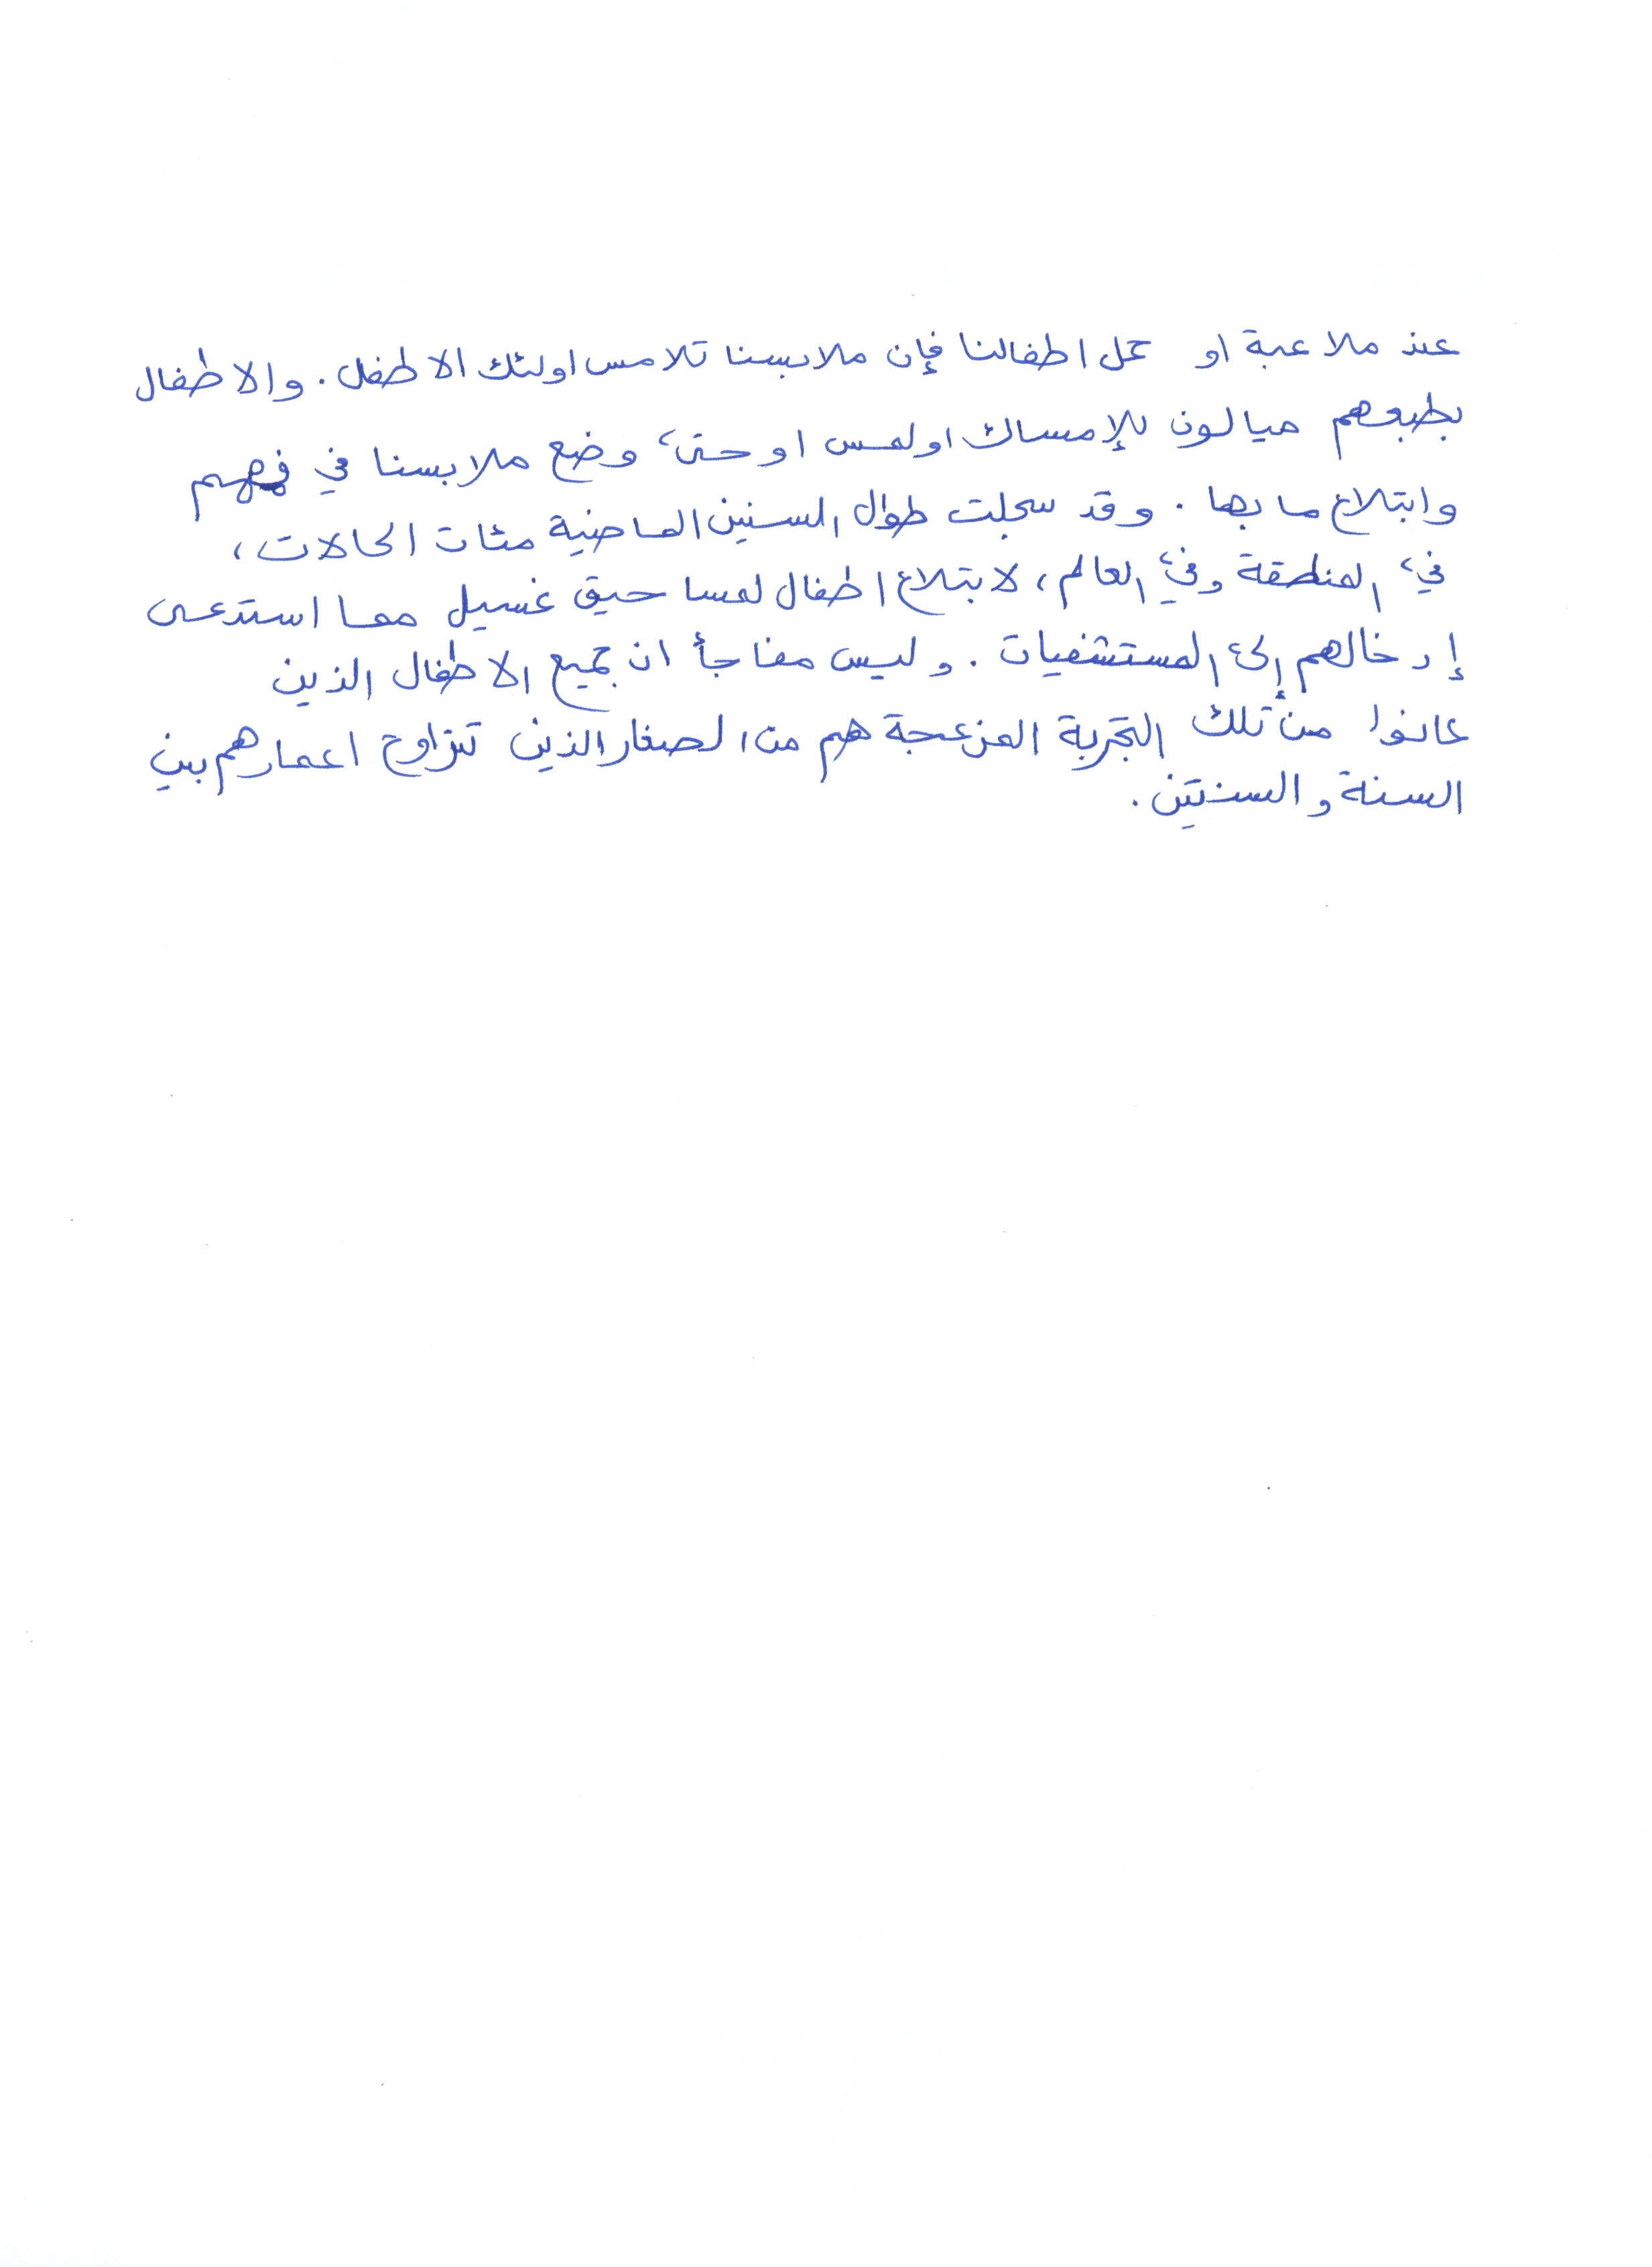 عند ملاعبة او حمل اطفالنا فإن ملابسنا تلامس اولئك الاطفل. والاطفال
بطبعهم ميالون للإمساك او لمس او حتى وضع ملابسنا في فمهم
وابتلاع ما بها. وقد سجلت طوال السنين الماضية مئات الحالات،
في المنطقة وفي العالم، لابتلاع اطفال لمساحيق غسيل مما استدعى
إدخالهم إلى المستشفيات. وليس مفاجأ ان جميع الاطفال الذين
عانوا من تلك التجربة المزعجة هم من الصغار الذين تتراوح اعمارهم بين
السنة والسنتين.